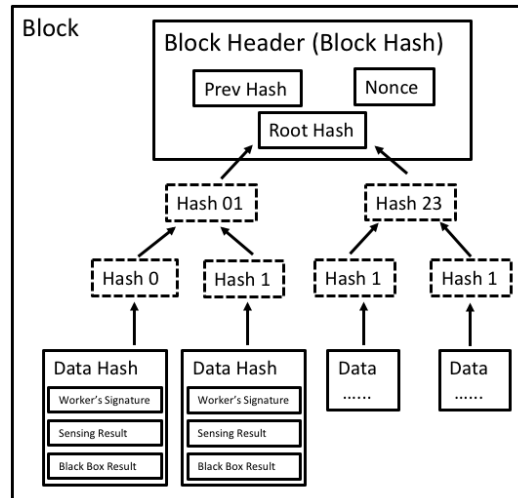 Block
Block Header (Block Hash)
Prev Hash
Nonce
Root Hash
Hash 01
Hash 23
Hash 0
Hash 1
Hash 1
Hash 1
Data Hash
Worker's Signature
Sensing Result
Black Box Result
Data Hash
Worker's Signature
Sensing Result
Black Box Result
Data
......
Data
......